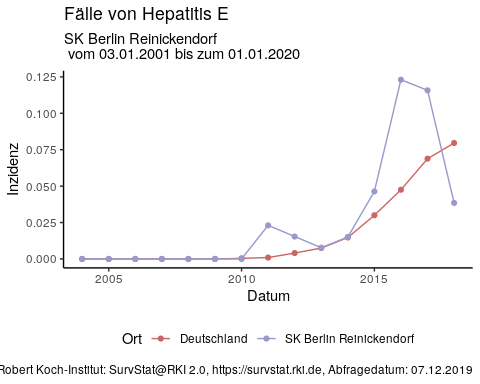 Fälle von Hepatitis E
SK Berlin Reinickendorf
vom 03.01.2001 bis zum 01.01.2020
0.125
0.100
0.075
0.050
0.025
0.000
Inzidenz
2005 2010 2015
Datum
Ort Deutschland SK Berlin Reinickendorf
Robert Koch-Institut: SurvStat@RKI 2.0, https://survstat.rki.de, Abfragedatum: 07.12.2019